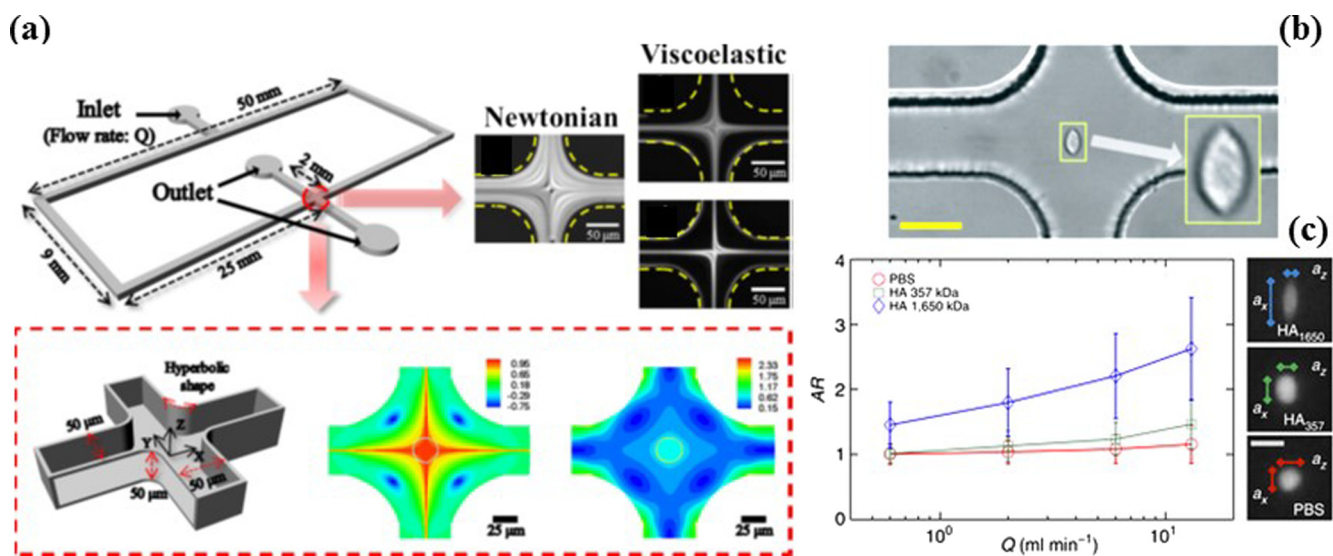 (a)
50 mm
Inlet
(Flow rate: Q)
2 mm
Outlet
9 mm
25 mm
Newtonian
50 μm
Viscoelastic
50 μm
50 μm
Hyperbolic
shape
50 μm
Z
Y
X
50 μm
50 μm
0.95
0.65
0.18
-0.29
-0.75
25 μm
2.33
1.75
1.17
0.62
0.15
25 μm
(b)
(c)
4
3
2
1
0
AR
PBS
HA 357 kDa
HA 1,650 kDa
10⁰
10¹
Q (ml min⁻¹)
a_z
a_x
HA₁₆₅₀
a_z
a_x
HA₃₅₇
a_z
a_x
PBS